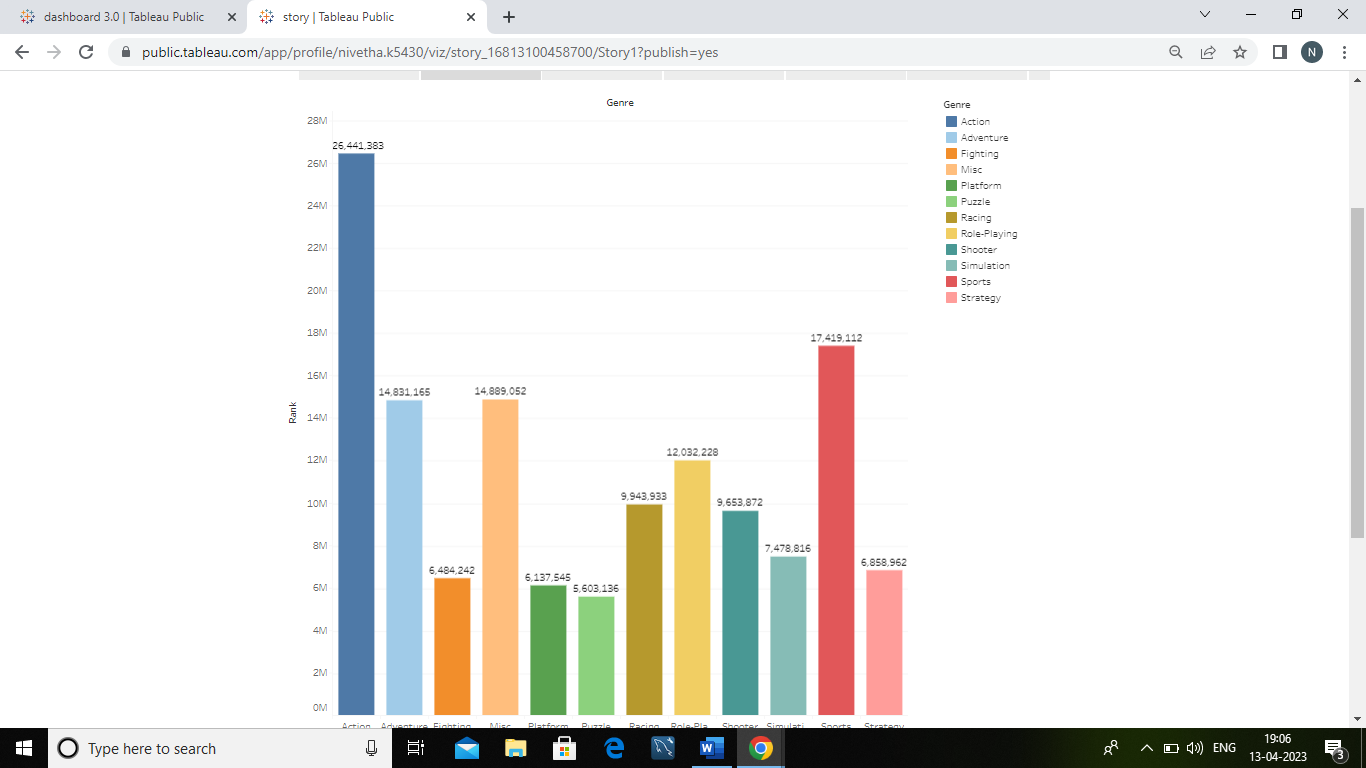 dashboard 3.0 | Tableau Public
story | Tableau Public
public.tableau.com/app/profile/nivetha.k5430/viz/story_16813100458700/Story1?publish=yes
N
Genre
28M
26M
24M
22M
20M
18M
16M
14M
12M
10M
8M
6M
4M
2M
0M
Rank
26,441,383
14,831,165
6,484,242
14,889,052
6,137,545
5,603,136
9,943,933
12,032,228
9,653,872
7,478,816
17,419,112
6,858,962
Action Adventure Fighting Misc Platform Puzzle Racing Role-Pla.. Shooter Simulati.. Sports Strategy
Genre
Action
Adventure
Fighting
Misc
Platform
Puzzle
Racing
Role-Playing
Shooter
Simulation
Sports
Strategy
Type here to search
ENG
19:06
13-04-2023
3